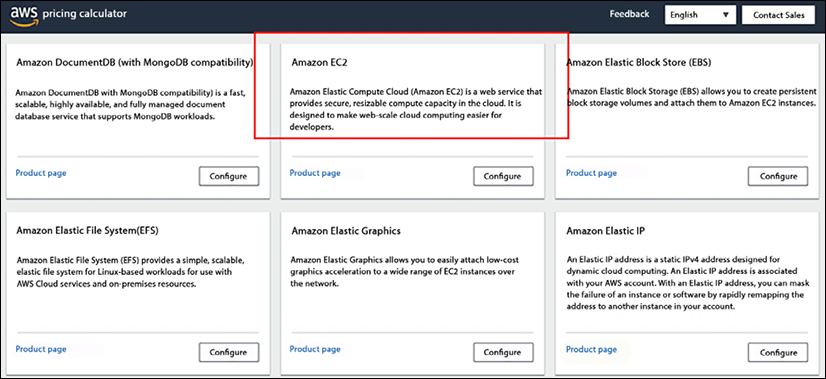 aws pricing calculator
Feedback
English
Contact Sales
Amazon DocumentDB (with MongoDB compatibility)
Amazon DocumentDB (with MongoDB compatibility) is a fast,
scalable, highly available, and fully managed document
database service that supports MongoDB workloads.
Product page
Configure
Amazon EC2
Amazon Elastic Compute Cloud (Amazon EC2) is a web service that
provides secure, resizable compute capacity in the cloud. It is
designed to make web-scale cloud computing easier for
developers.
Product page
Configure
Amazon Elastic Block Store (EBS)
Amazon Elastic Block Storage (EBS) allows you to create persistent
block storage volumes and attach them to Amazon EC2 instances.
Product page
Configure
Amazon Elastic File System(EFS)
Amazon Elastic File System (EFS) provides a simple, scalable,
elastic file system for Linux-based workloads for use with
AWS Cloud services and on-premises resources.
Product page
Configure
Amazon Elastic Graphics
Amazon Elastic Graphics allows you to easily attach low-cost
graphics acceleration to a wide range of EC2 instances over
the network.
Product page
Configure
Amazon Elastic IP
An Elastic IP address is a static IPv4 address designed for
dynamic cloud computing. An Elastic IP address is associated
with your AWS account. With an Elastic IP address, you can mask
the failure of an instance or software by rapidly remapping the
address to another instance in your account.
Product page
Configure